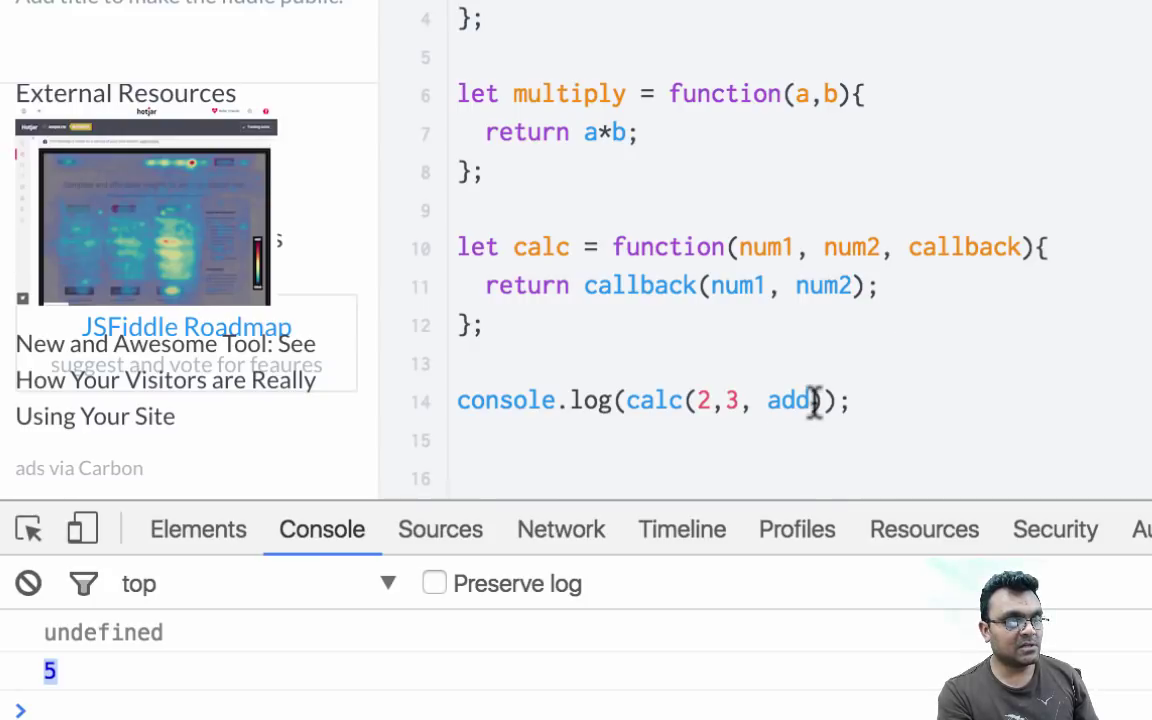 Add title to make the fiddle public.
External Resources
hotjar
JSFiddle Roadmap
suggest and vote for feaures
New and Awesome Tool: See
How Your Visitors are Really
Using Your Site
ads via Carbon
4 };
5
6 let multiply = function(a,b){
7 return a*b;
8 };
9
10 let calc = function(num1, num2, callback){
11 return callback(num1, num2);
12 };
13
14 console.log(calc(2,3, add));
15
16
Elements Console Sources Network Timeline Profiles Resources Security Au
top Preserve log
undefined
5
>